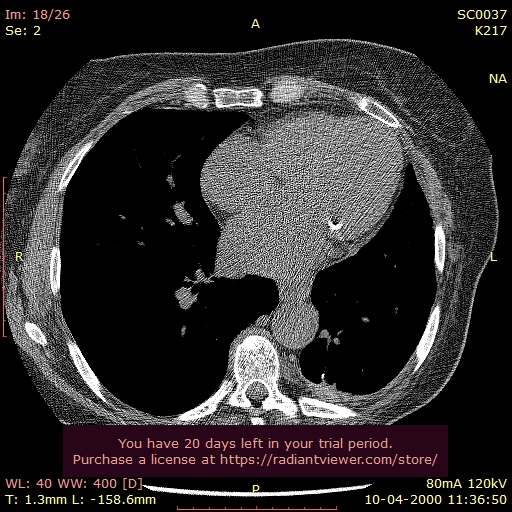 Im: 18/26
Se: 2
A
SC0037
K217
NA
R
L
You have 20 days left in your trial period.
Purchase a license at https://radiantviewer.com/store/
WL: 40 WW: 400 [D]
T: 1.3mm L: -158.6mm
P
80mA 120kV
10-04-2000 11:36:50